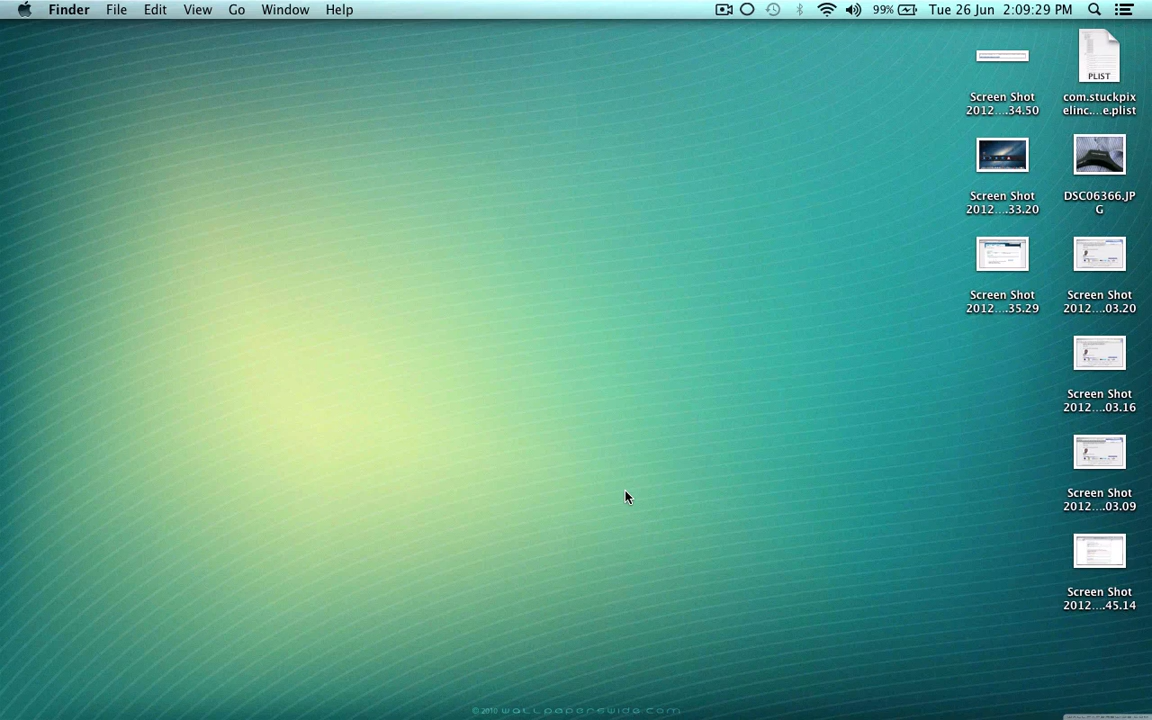 Finder File Edit View Go Window Help 99% Tue 26 Jun 2:09:29 PM
Screen Shot
2012....34.50
PLIST
com.stuckpix
elinc....e.plist
Screen Shot
2012....33.20
DSC06366.JP
G
Screen Shot
2012....35.29
Screen Shot
2012....03.20
Screen Shot
2012....03.16
Screen Shot
2012....03.09
Screen Shot
2012....45.14
©2010 wallpaperswide.com